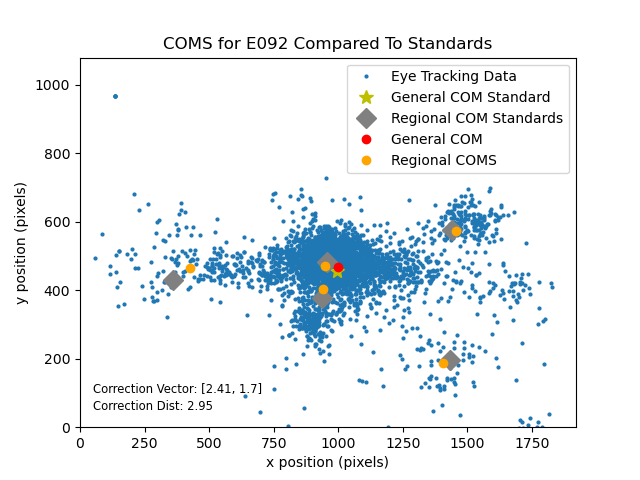 COMS for E092 Compared To Standards
Eye Tracking Data
General COM Standard
Regional COM Standards
General COM
Regional COMS
y position (pixels)
1000
800
600
400
200
0
Correction Vector: [2.41, 1.7]
Correction Dist: 2.95
0 250 500 750 1000 1250 1500 1750
x position (pixels)